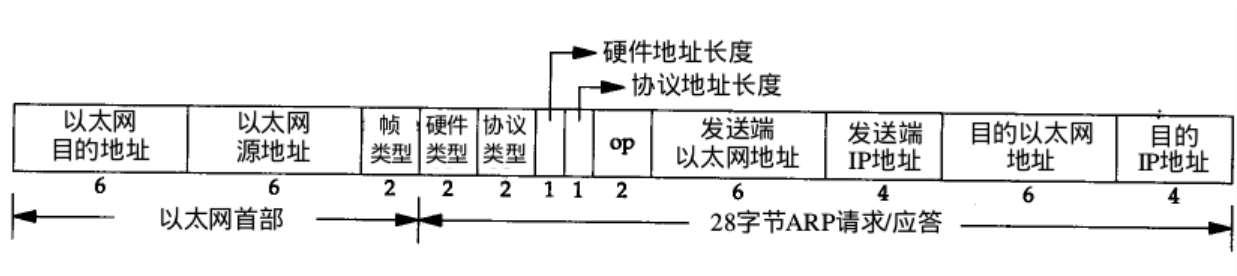 硬件地址长度
协议地址长度
以太网
目的地址
以太网
源地址
帧
类型
硬件
类型
协议
类型
op
发送端
以太网地址
发送端
IP地址
目的以太网
地址
目的
IP地址
6 6 2 2 2 1 1 2 6 4 6 4
以太网首部
28字节ARP请求/应答